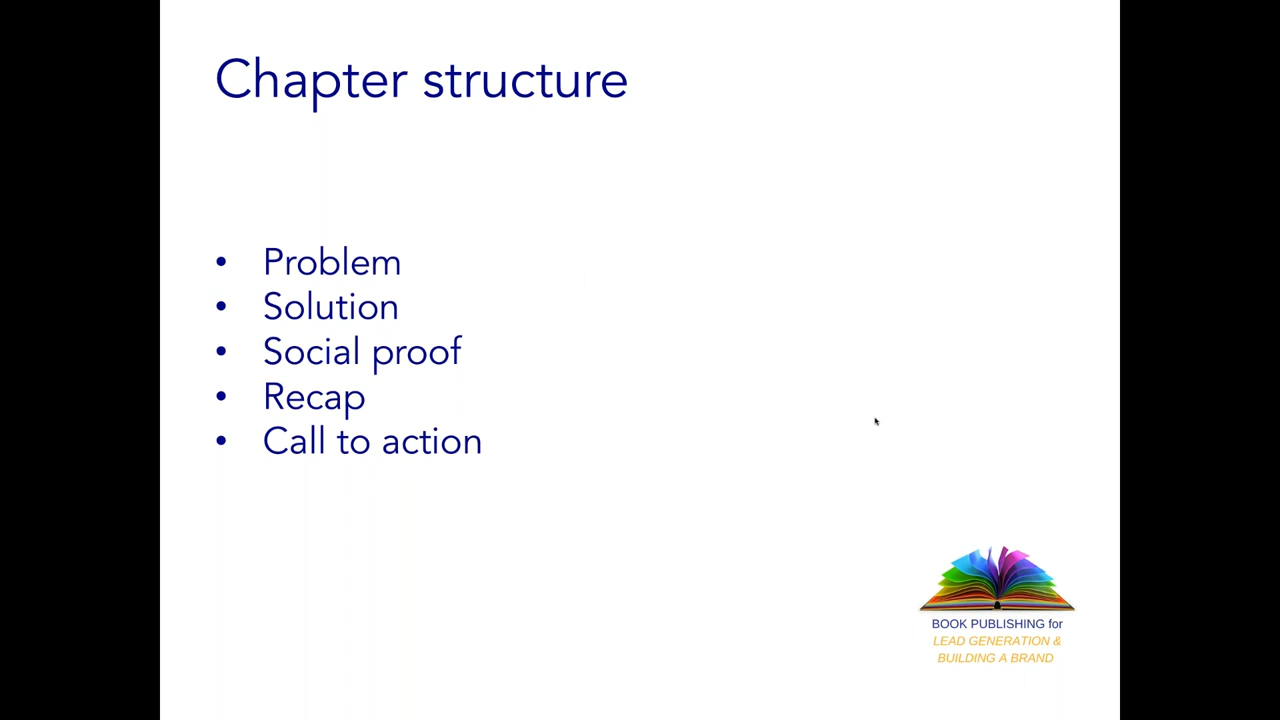 Chapter structure
• Problem
• Solution
• Social proof
• Recap
• Call to action
BOOK PUBLISHING for
LEAD GENERATION &
BUILDING A BRAND